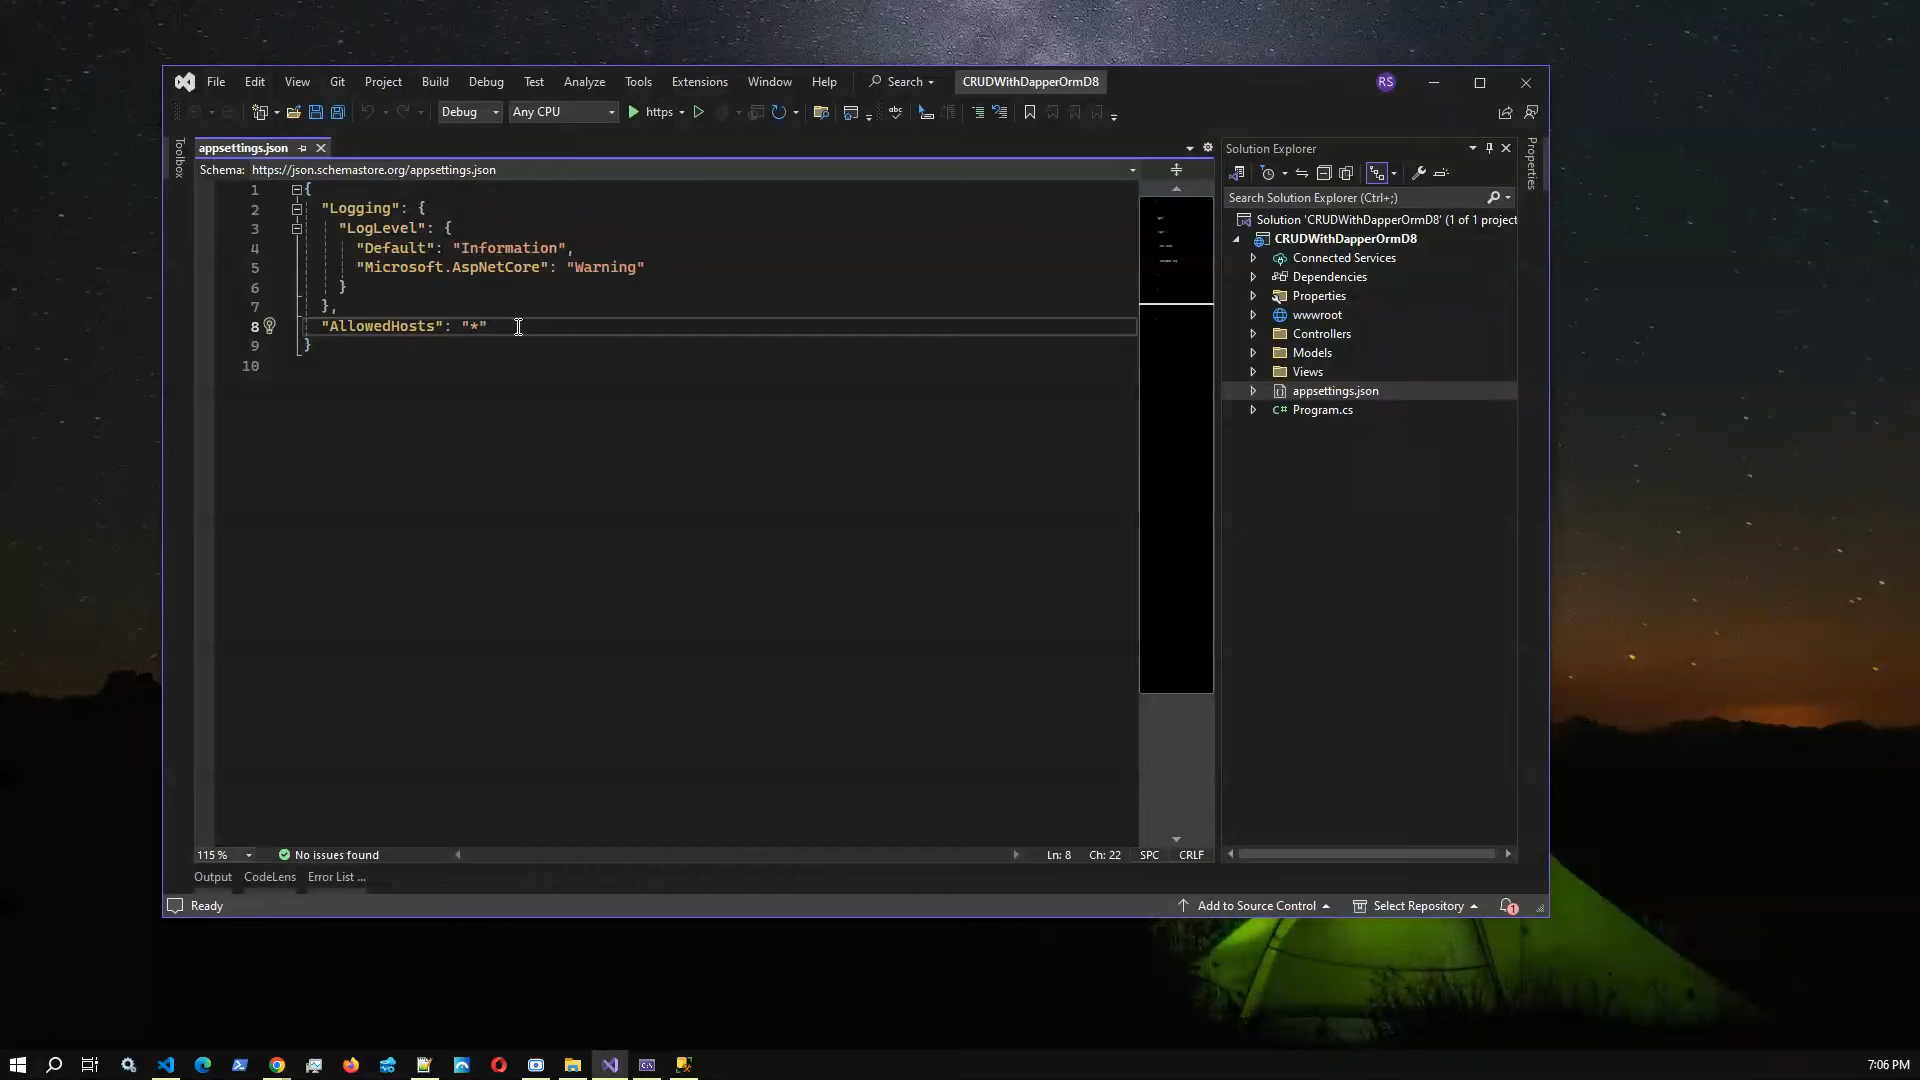 File Edit View Git Project Build Debug Test Analyze Tools Extensions Window Help Search CRUDWithDapperOrmD8 RS
Debug Any CPU https
Toolbox
appsettings.json
Schema: https://json.schemastore.org/appsettings.json
1 {
2 "Logging": {
3 "LogLevel": {
4 "Default": "Information",
5 "Microsoft.AspNetCore": "Warning"
6 }
7 },
8 "AllowedHosts": "*"
9 }
10
Solution Explorer
Search Solution Explorer (Ctrl+;)
Solution 'CRUDWithDapperOrmD8' (1 of 1 project
CRUDWithDapperOrmD8
Connected Services
Dependencies
Properties
wwwroot
Controllers
Models
Views
appsettings.json
C# Program.cs
Properties
115 % No issues found Ln: 8 Ch: 22 SPC CRLF
Output CodeLens Error List ...
Ready Add to Source Control Select Repository 1
7:06 PM